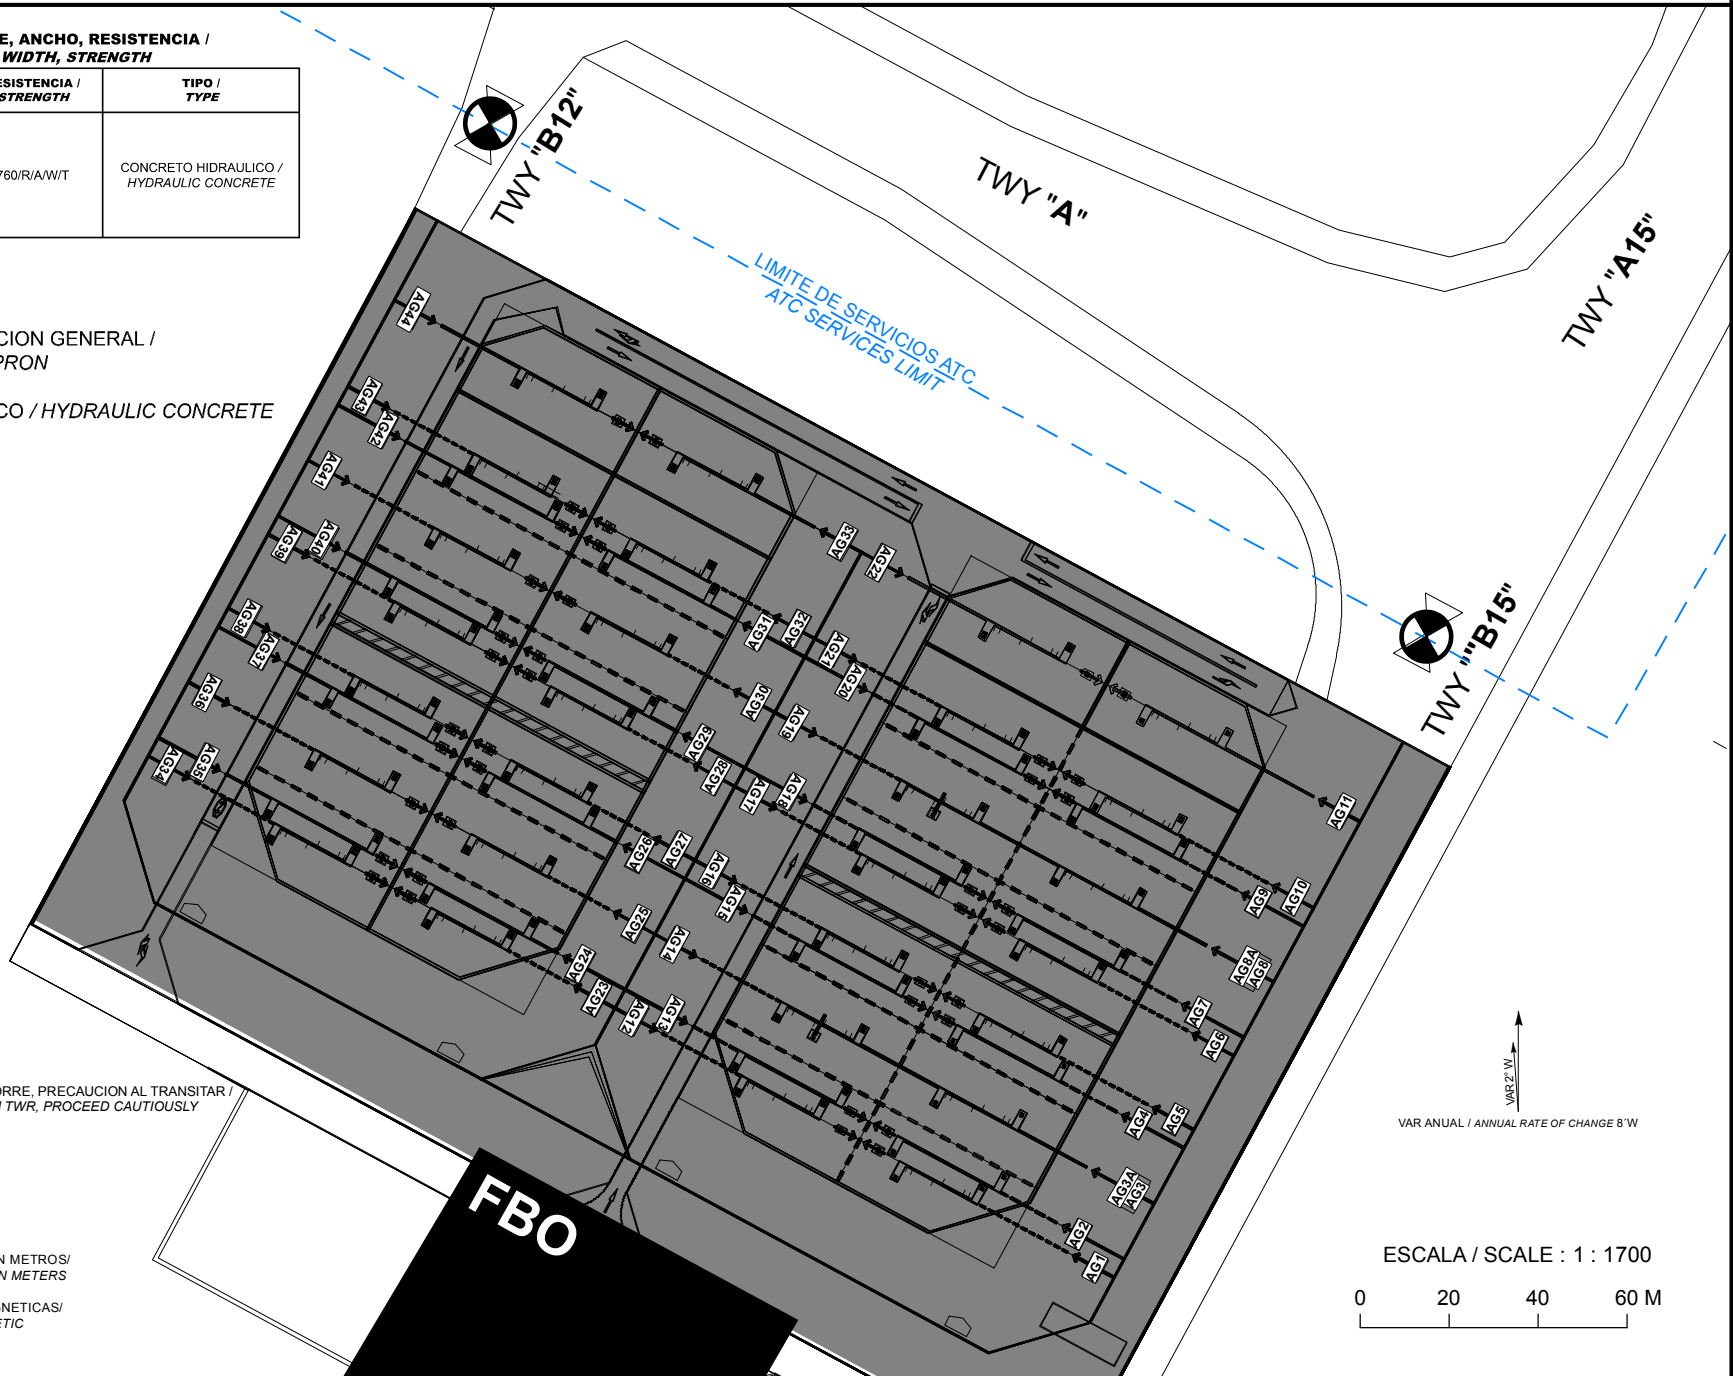 E, ANCHO, RESISTENCIA /
WIDTH, STRENGTH
ESISTENCIA /
STRENGTH
TIPO /
TYPE
760/R/A/W/T
CONCRETO HIDRAULICO /
HYDRAULIC CONCRETE
CION GENERAL /
PRON
CO / HYDRAULIC CONCRETE
TWY "B12"
TWY "A"
TWY "A15"
LIMITE DE SERVICIOS ATC
ATC SERVICES LIMIT
TWY ""B15"
AG44
AG43
AG42
AG41
AG40
AG39
AG38
AG37
AG36
AG35
AG34
AG33
AG22
AG32
AG31
AG21
AG20
AG30
AG19
AG29
AG28
AG18
AG17
AG27
AG26
AG16
AG15
AG25
AG14
AG24
AG23
AG13
AG12
AG11
AG10
AG9
AG8A
AG8
AG7
AG6
AG5
AG4
AG3A
AG3
AG2
AG1
FBO
ORRE, PRECAUCION AL TRANSITAR /
TWR, PROCEED CAUTIOUSLY
N METROS/
N METERS
GNETICAS/
ETIC
VAR 2° W
VAR ANUAL / ANNUAL RATE OF CHANGE 8'W
ESCALA / SCALE : 1 : 1700
0 20 40 60 M